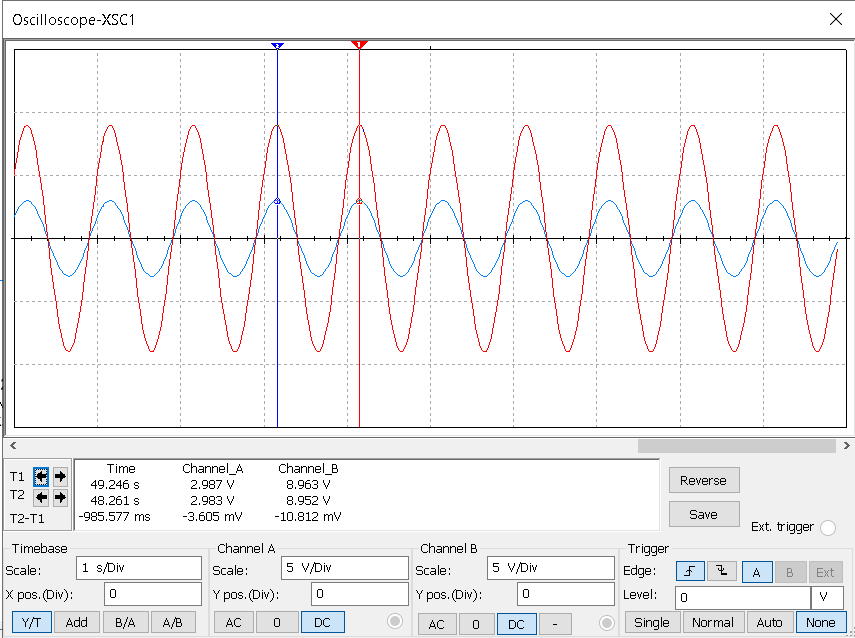 Oscilloscope-XSC1
2
1
Time Channel_A Channel_B
T1 49.246 s 2.987 V 8.963 V
T2 48.261 s 2.983 V 8.952 V
T2-T1 -985.577 ms -3.605 mV -10.812 mV
Reverse
Save
Ext. trigger
Timebase
Scale: 1 s/Div
X pos.(Div): 0
Y/T Add B/A A/B
Channel A
Scale: 5 V/Div
Y pos.(Div): 0
AC 0 DC
Channel B
Scale: 5 V/Div
Y pos.(Div): 0
AC 0 DC -
Trigger
Edge: A B Ext
Level: 0 V
Single Normal Auto None